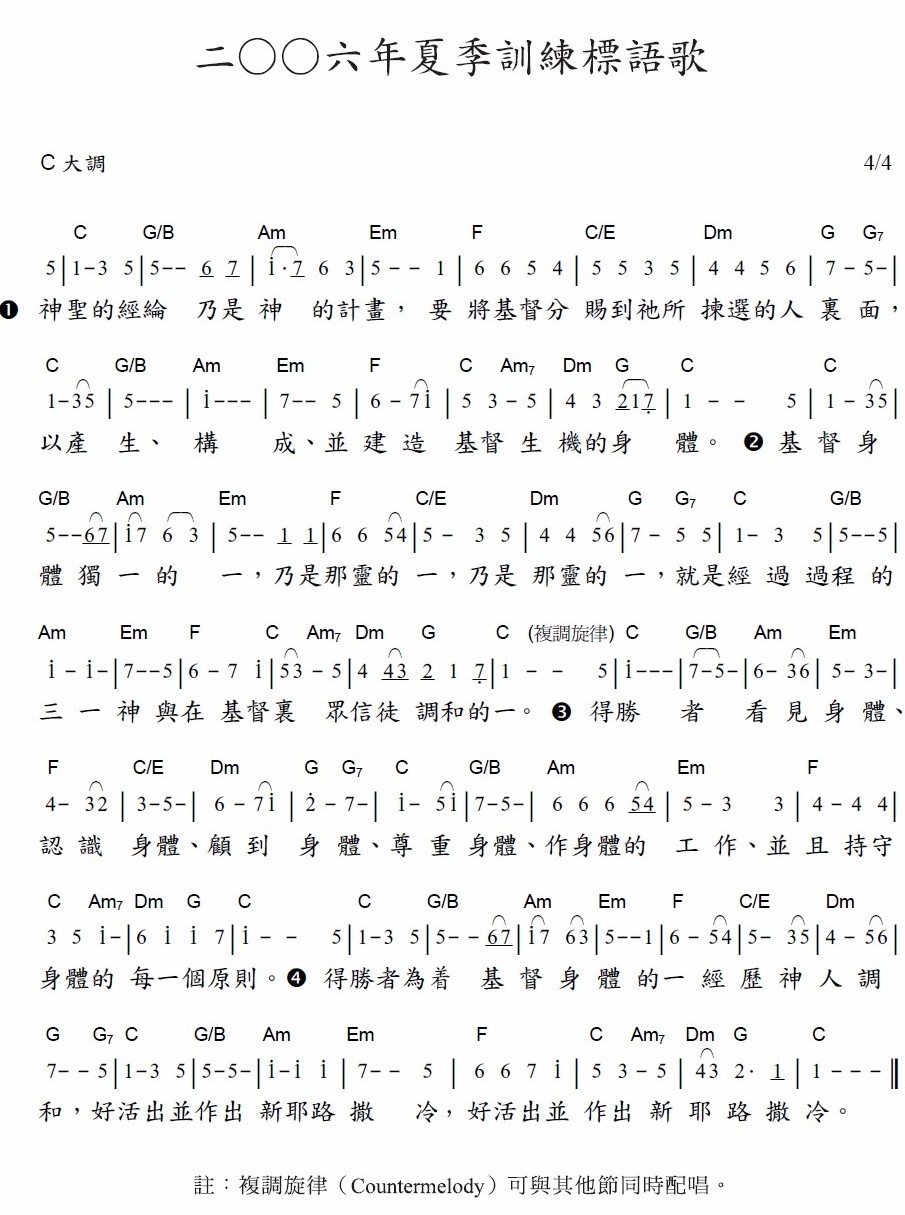 二〇〇六年夏季訓練標語歌
C 大調 4/4
C G/B Am Em F C/E Dm G G7
5|1-3 5|5-- 6 7|i·7 6 3|5-- 1|6 6 5 4|5 5 3 5|4 4 5 6|7-5-|
❶ 神聖的經綸 乃是神 的計畫，要將基督分賜到祂所揀選的人裏面，
C G/B Am Em F C Am7 Dm G C C
1-35|5---|i---|7-- 5|6-7i|5 3-5|4 3 217̣|1-- 5|1-35|
以產生、構 成、並建造 基督生機的身 體。❷ 基督身
G/B Am Em F C/E Dm G G7 C G/B
5--67|i7 6 3|5-- 1 1|6 6 54|5- 3 5|4 4 56|7- 5 5|1-3 5|5--5|
體獨一的 一，乃是那靈的一，乃是那靈的一，就是經過過程的
Am Em F C Am7 Dm G C (複調旋律) C G/B Am Em
i-i-|7--5|6-7 i|53-5|4 43 2 1 7̣|1-- 5|i---|7-5-|6-36|5-3-|
三一神與在基督裏 眾信徒調和的一。❸ 得勝 者 看見身體、
F C/E Dm G G7 C G/B Am Em F
4-32|3-5-|6-7i|2̇-7-|i-5i|7-5-|6 6 6 54|5-3 3|4-4 4|
認識 身體、顧到 身體、尊重身體、作身體的 工作、並且持守
C Am7 Dm G C C G/B Am Em F C/E Dm
3 5 i-|6 i i 7|i-- 5|1-3 5|5--67|i7 63|5--1|6-54|5-35|4-56|
身體的 每一個原則。❹ 得勝者為着 基督身體的一經歷神人調
G G7 C G/B Am Em F C Am7 Dm G C
7--5|1-3 5|5-5-|i-i i|7-- 5|6 6 7 i|5 3-5|43 2· 1|1---‖
和，好活出並作出 新耶路撒 冷，好活出並作出新耶路撒冷。
註：複調旋律（Countermelody）可與其他節同時配唱。